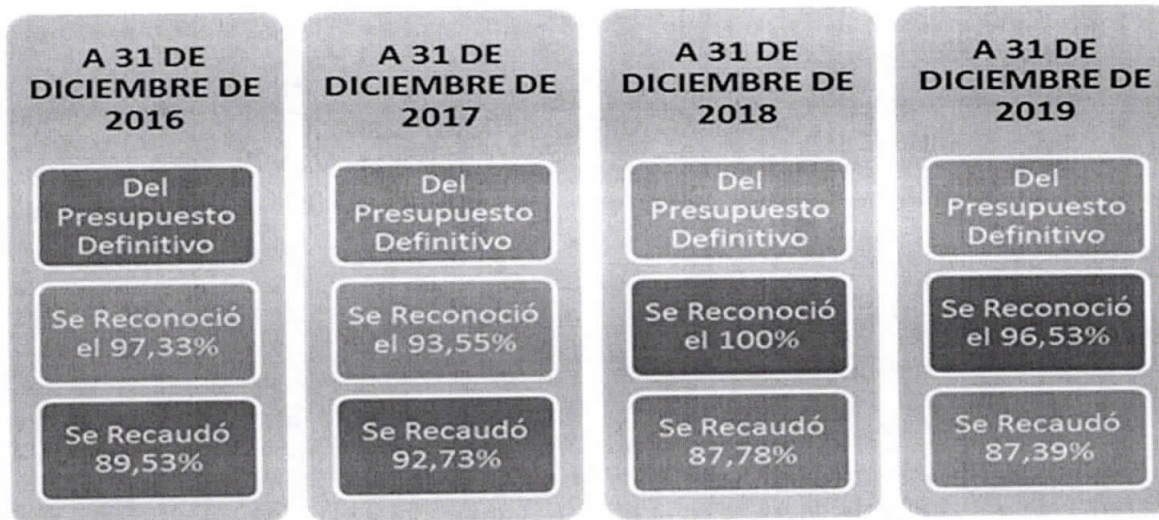 A 31 DE
DICIEMBRE DE
2016
Del
Presupuesto
Definitivo
Se Reconoció
el 97,33%
Se Recaudó
89,53%
A 31 DE
DICIEMBRE DE
2017
Del
Presupuesto
Definitivo
Se Reconoció
el 93,55%
Se Recaudó
92,73%
A 31 DE
DICIEMBRE DE
2018
Del
Presupuesto
Definitivo
Se Reconoció
el 100%
Se Recaudó
87,78%
A 31 DE
DICIEMBRE DE
2019
Del
Presupuesto
Definitivo
Se Reconoció
el 96,53%
Se Recaudó
87,39%